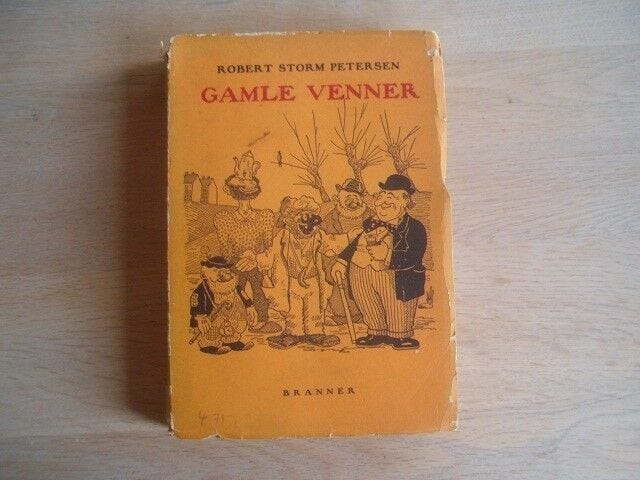 ROBERT STORM PETERSEN
GAMLE VENNER
BRANNER